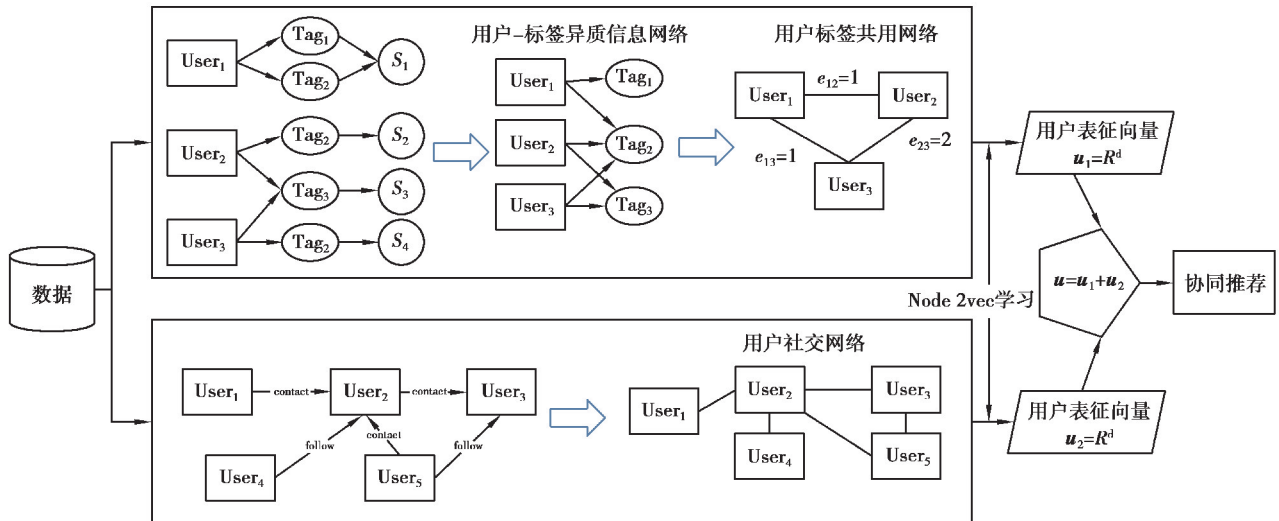 数据
User₁
Tag₁
Tag₂
S₁
User₂
Tag₂
S₂
Tag₃
S₃
User₃
Tag₂
S₄
用户-标签异质信息网络
User₁
Tag₁
User₂
Tag₂
User₃
Tag₃
用户标签共用网络
e₁₂=1
User₁
User₂
e₁₃=1
e₂₃=2
User₃
User₁
contact
User₂
contact
User₃
follow
contact
follow
User₄
User₅
用户社交网络
User₁
User₂
User₃
User₄
User₅
Node 2vec学习
用户表征向量
u₁=Rᵈ
u=u₁+u₂
协同推荐
用户表征向量
u₂=Rᵈ